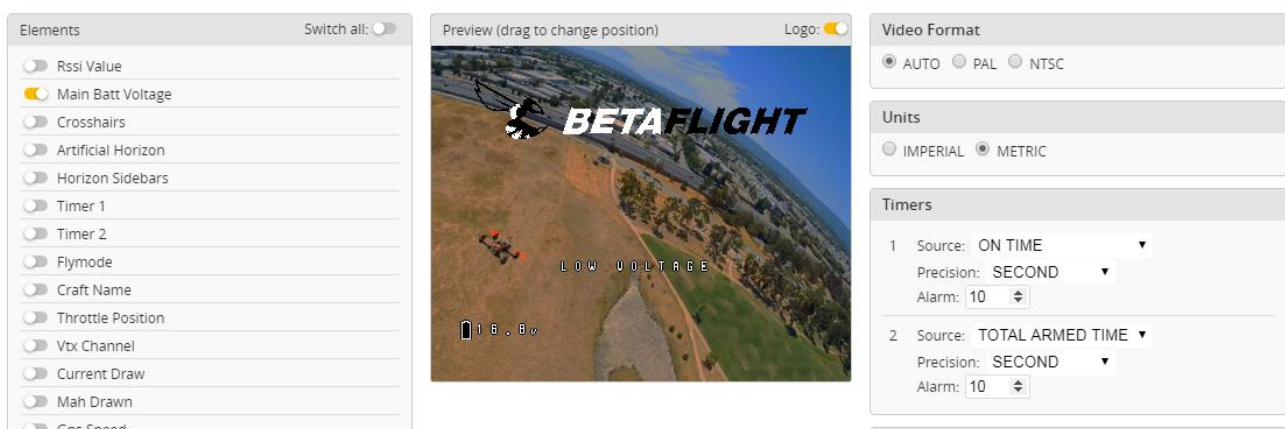 Elements Switch all:
Rssi Value
Main Batt Voltage
Crosshairs
Artificial Horizon
Horizon Sidebars
Timer 1
Timer 2
Flymode
Craft Name
Throttle Position
Vtx Channel
Current Draw
Mah Drawn
Gps Speed
Preview (drag to change position) Logo:
BETAFLIGHT
LOW VOLTAGE
16.8v
Video Format
AUTO PAL NTSC
Units
IMPERIAL METRIC
Timers
1 Source: ON TIME
Precision: SECOND
Alarm: 10
2 Source: TOTAL ARMED TIME
Precision: SECOND
Alarm: 10